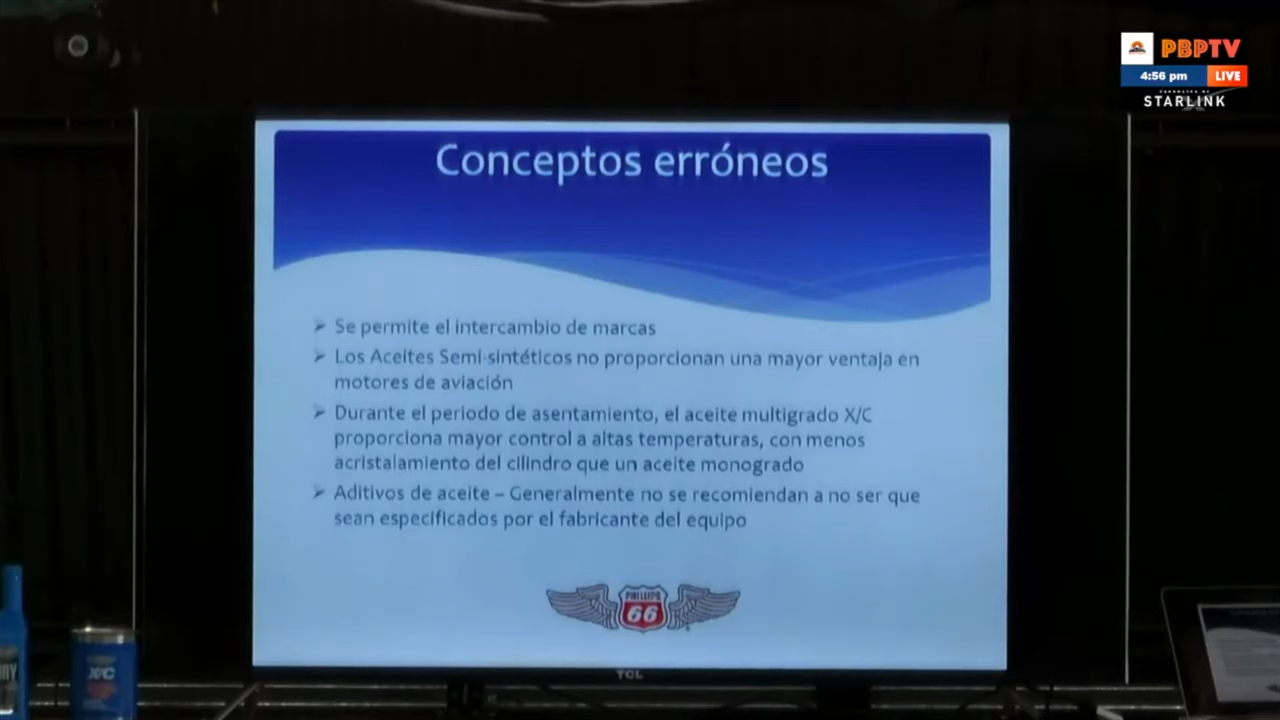 PBPTV
4:56 pm LIVE
STARLINK
Conceptos erróneos
Se permite el intercambio de marcas
Los Aceites Semi-sintéticos no proporcionan una mayor ventaja en
motores de aviación
Durante el periodo de asentamiento, el aceite multigrado X/C
proporciona mayor control a altas temperaturas, con menos
acristalamiento del cilindro que un aceite monogrado
Aditivos de aceite – Generalmente no se recomiendan a no ser que
sean especificados por el fabricante del equipo
PHILLIPS
66
TCL
X/C